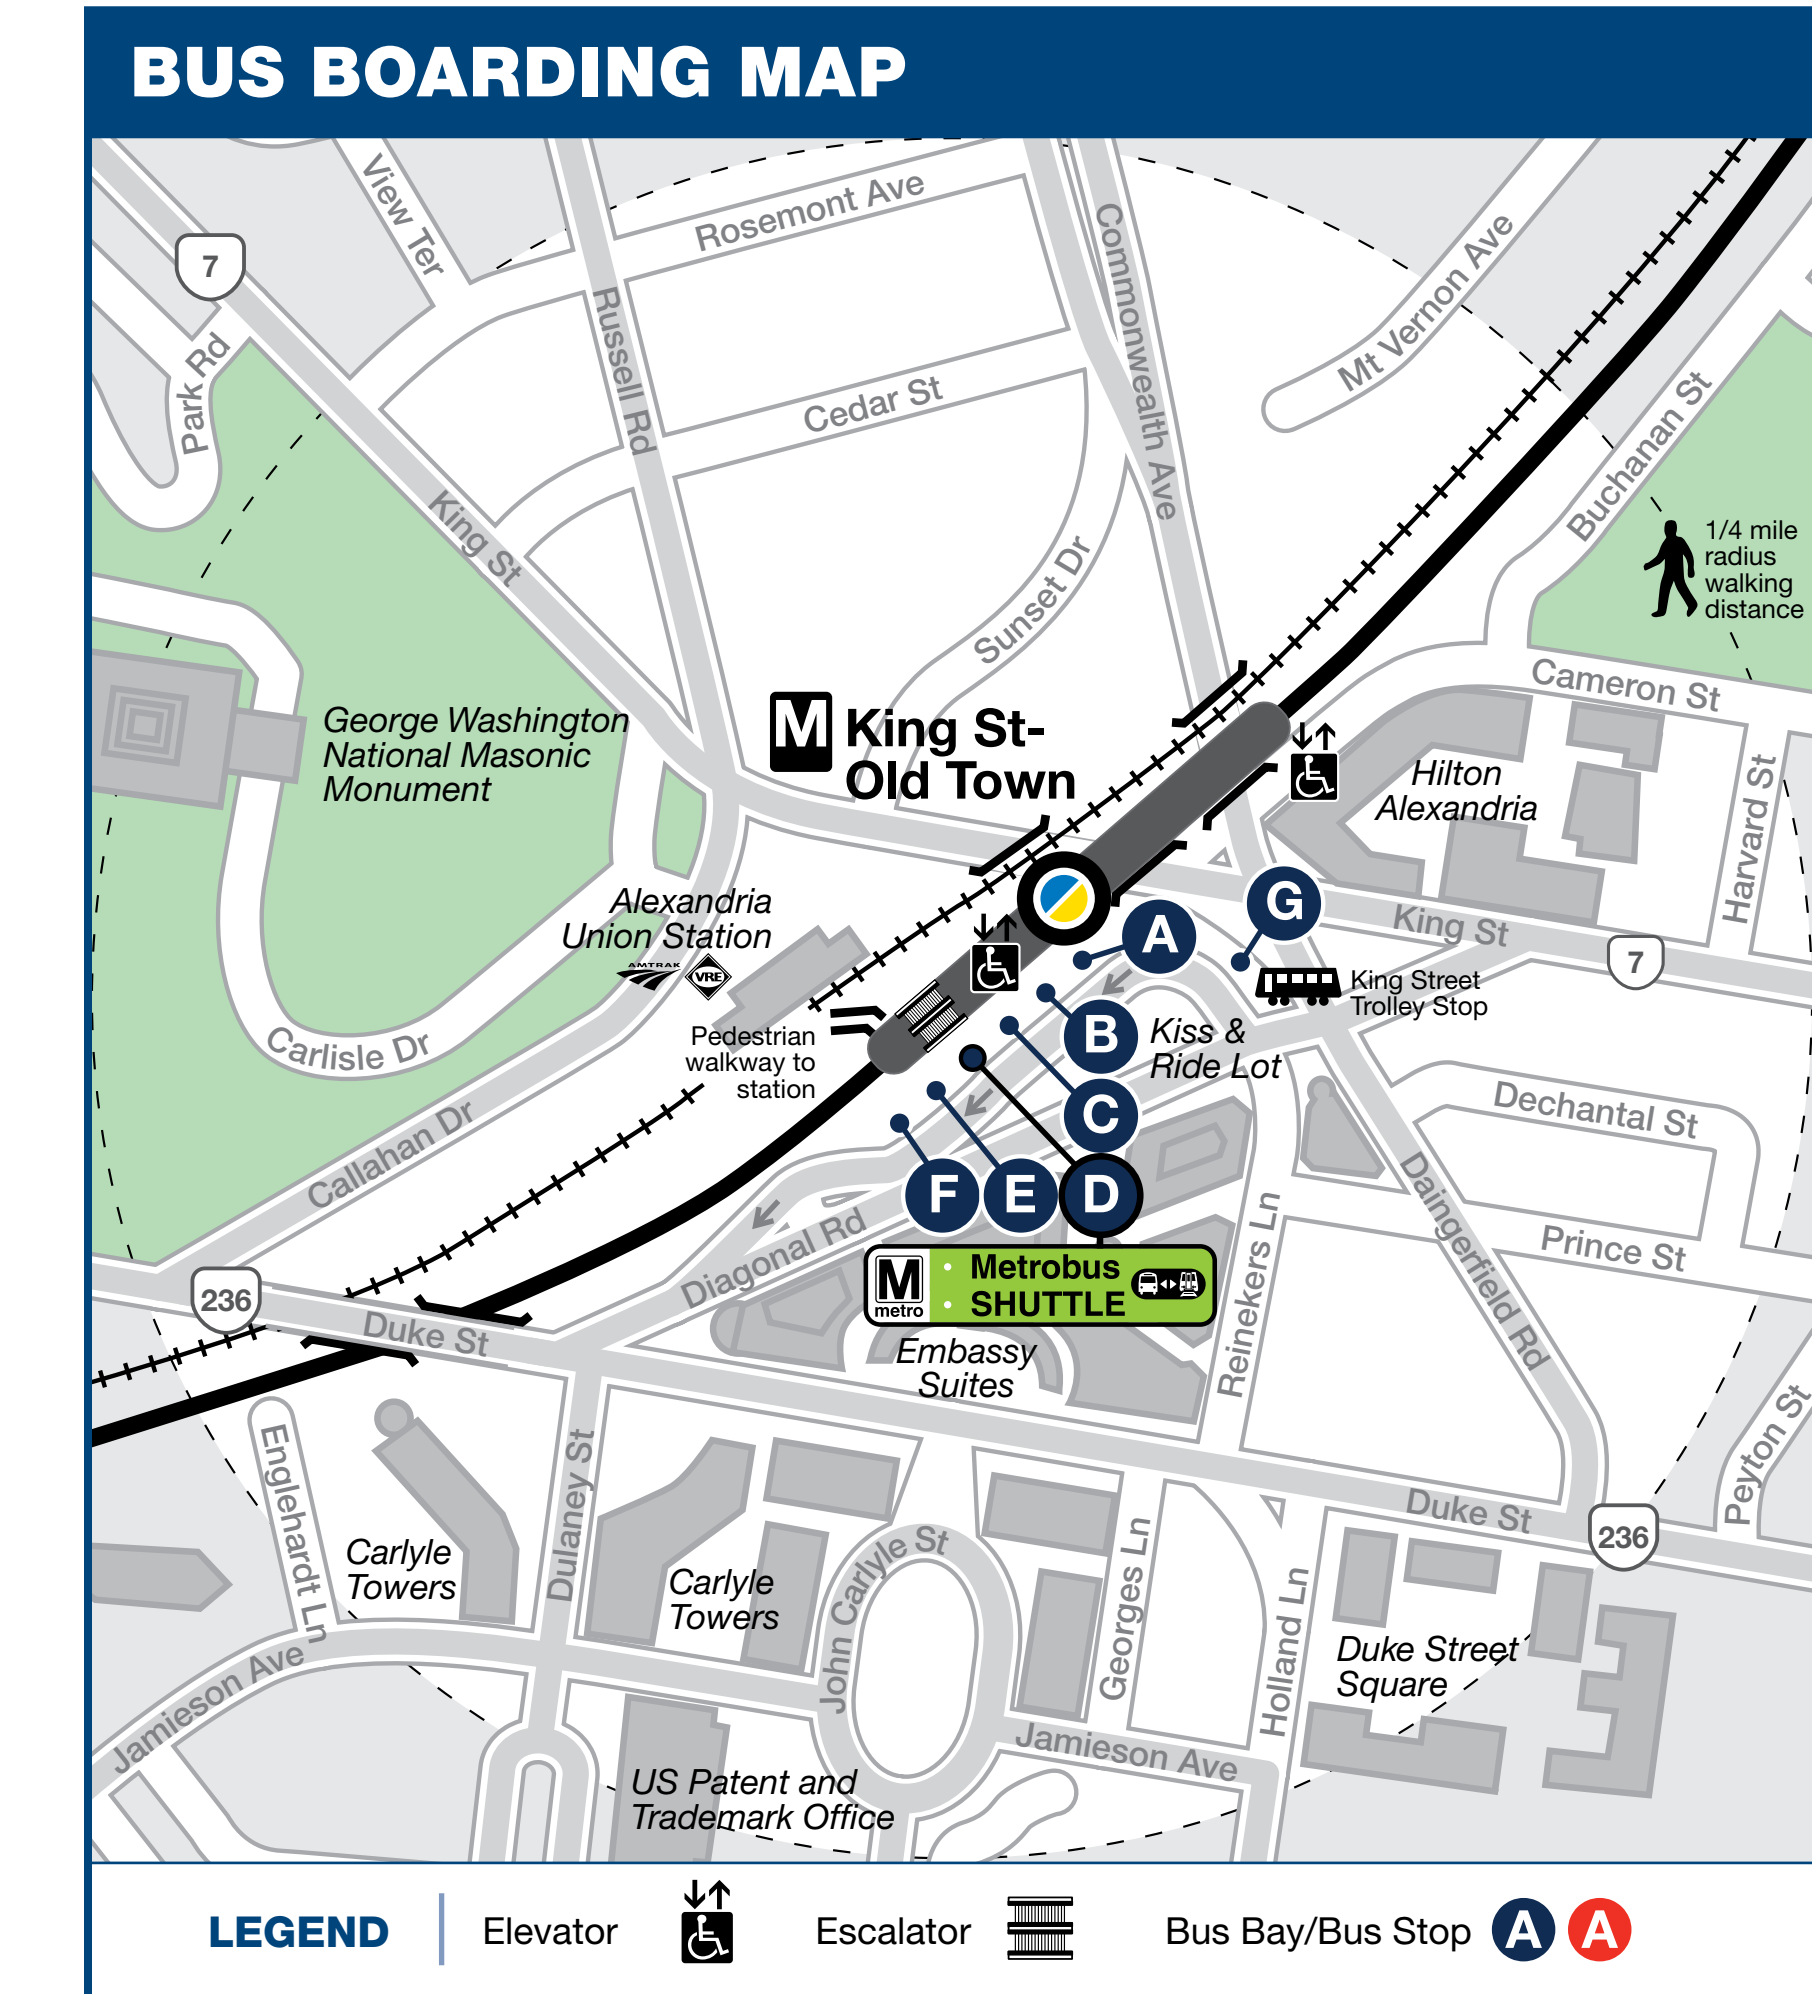 BUS BOARDING MAP
View Ter
Rosemont Ave
Commonwealth Ave
Mt Vernon Ave
7
Park Rd
Russell Rd
Cedar St
Buchanan St
King St
1/4 mile
radius
walking
distance
Sunset Dr
Cameron St
George Washington
National Masonic
Monument
M
King St-
Old Town
Hilton
Alexandria
Harvard St
Alexandria
Union Station
AMTRAK
VRE
A
G
King St
7
King Street
Trolley Stop
Pedestrian
walkway to
station
B
Kiss &
Ride Lot
Carlisle Dr
C
Dechantal St
Callahan Dr
F
E
D
Daingerfield Rd
Prince St
Diagonal Rd
Reinekers Ln
M
metro
• Metrobus
• SHUTTLE
236
Duke St
Embassy
Suites
Peyton St
Englehardt Ln
Dulaney St
Duke St
236
Carlyle
Towers
Carlyle
Towers
John Carlyle St
Georges Ln
Holland Ln
Duke Street
Square
Jamieson Ave
Jamieson Ave
US Patent and
Trademark Office
LEGEND
Elevator
Escalator
Bus Bay/Bus Stop
A
A